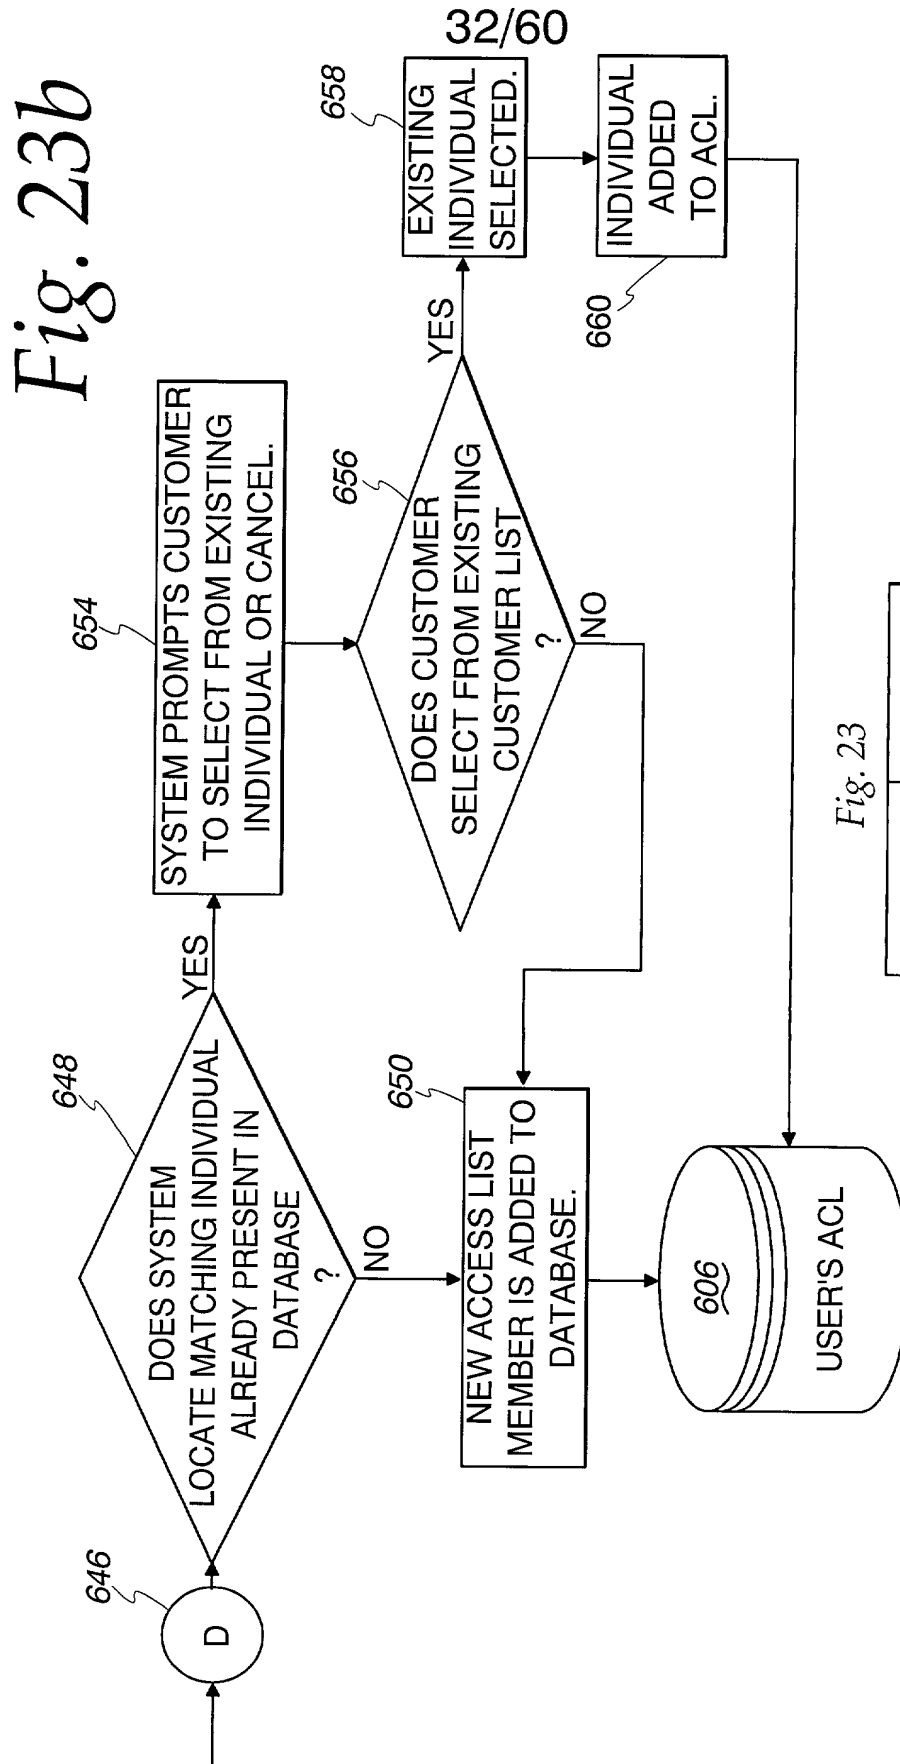 32/60
Fig. 23b
646
D
648
DOES SYSTEM
LOCATE MATCHING INDIVIDUAL
ALREADY PRESENT IN
DATABASE
?
YES
NO
654
SYSTEM PROMPTS CUSTOMER
TO SELECT FROM EXISTING
INDIVIDUAL OR CANCEL.
656
DOES CUSTOMER
SELECT FROM EXISTING
CUSTOMER LIST
?
YES
NO
658
EXISTING
INDIVIDUAL
SELECTED.
660
INDIVIDUAL
ADDED
TO ACL.
650
NEW ACCESS LIST
MEMBER IS ADDED TO
DATABASE.
606
USER'S ACL
Fig. 23